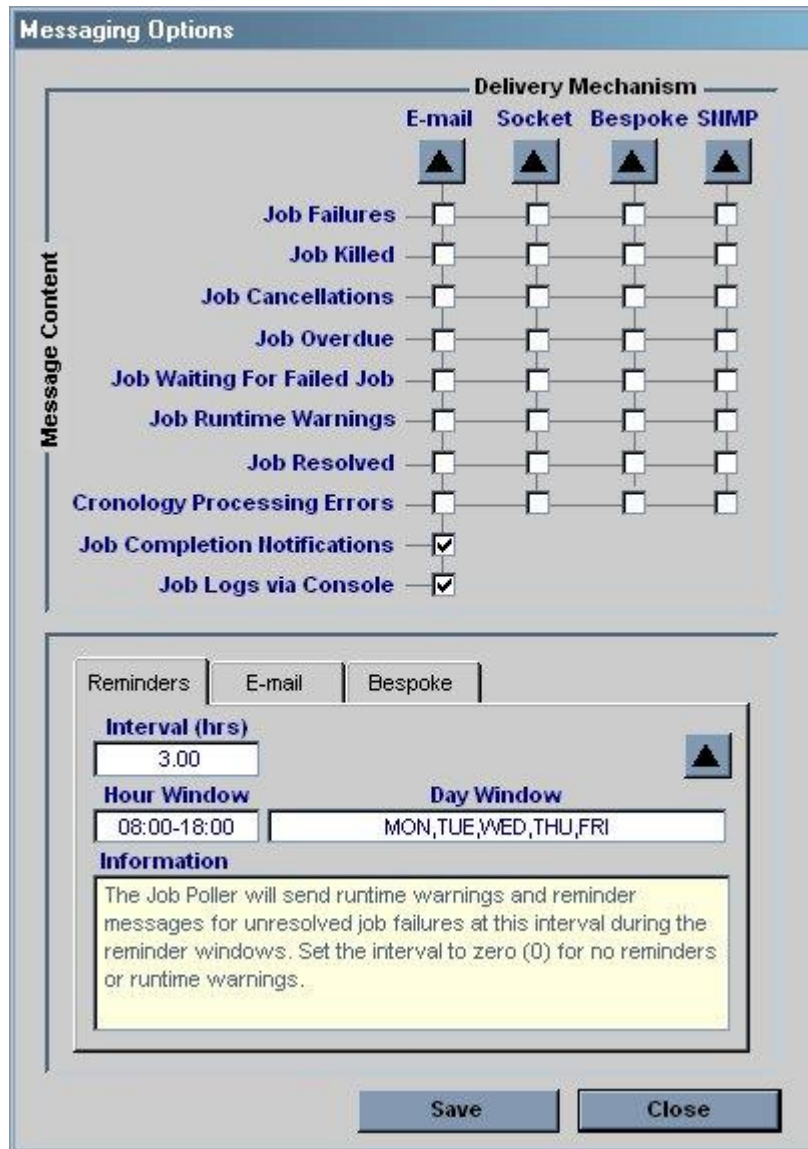 Messaging Options
Delivery Mechanism
E-mail Socket Bespoke SNMP
Message Content
Job Failures
Job Killed
Job Cancellations
Job Overdue
Job Waiting For Failed Job
Job Runtime Warnings
Job Resolved
Cronology Processing Errors
Job Completion Notifications
Job Logs via Console
Reminders E-mail Bespoke
Interval (hrs)
3.00
Hour Window Day Window
08:00-18:00 MON,TUE,WED,THU,FRI
Information
The Job Poller will send runtime warnings and reminder
messages for unresolved job failures at this interval during the
reminder windows. Set the interval to zero (0) for no reminders
or runtime warnings.
Save Close